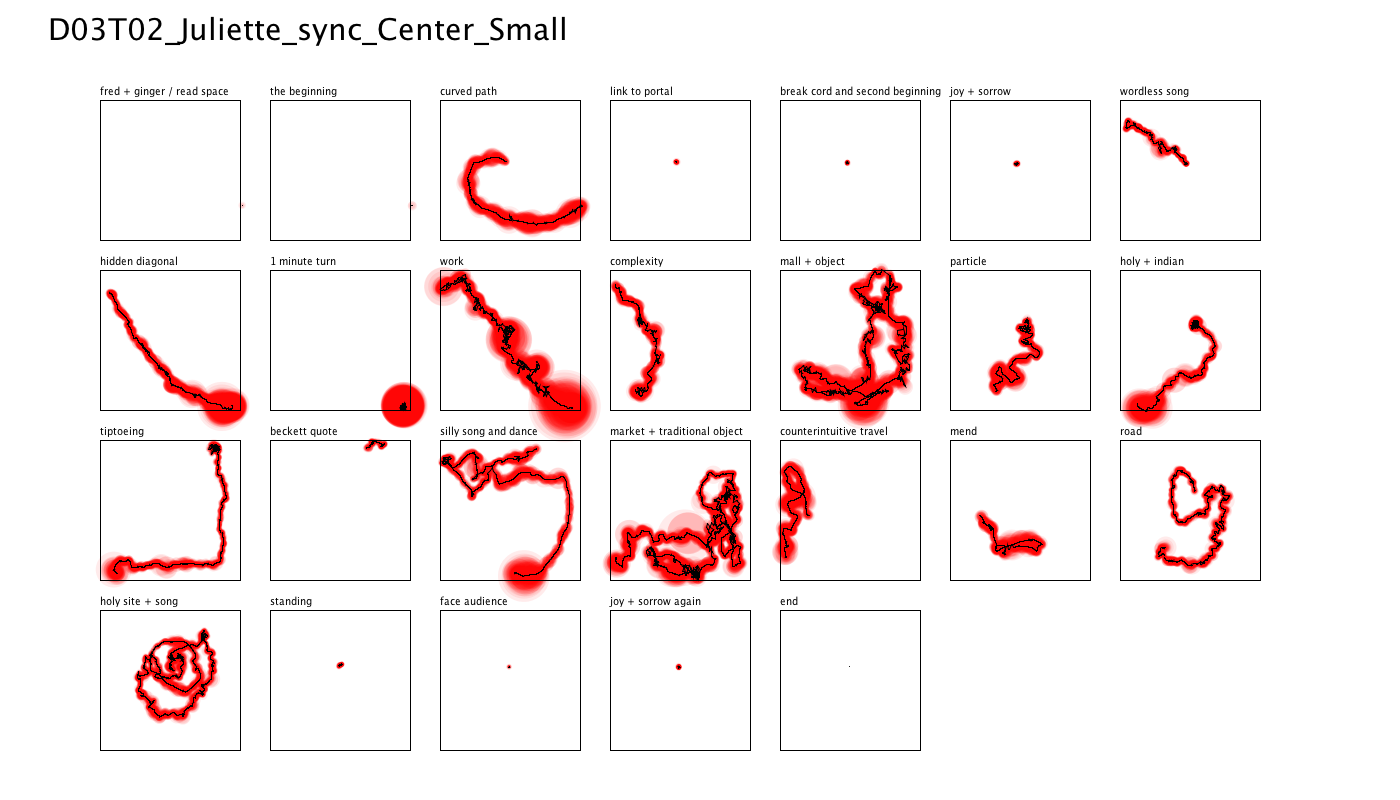 D03T02_Juliette_sync_Center_Small
fred + ginger / read space
the beginning
curved path
link to portal
break cord and second beginning
joy + sorrow
wordless song
hidden diagonal
1 minute turn
work
complexity
mall + object
particle
holy + indian
tiptoeing
beckett quote
silly song and dance
market + traditional object
counterintuitive travel
mend
road
holy site + song
standing
face audience
joy + sorrow again
end